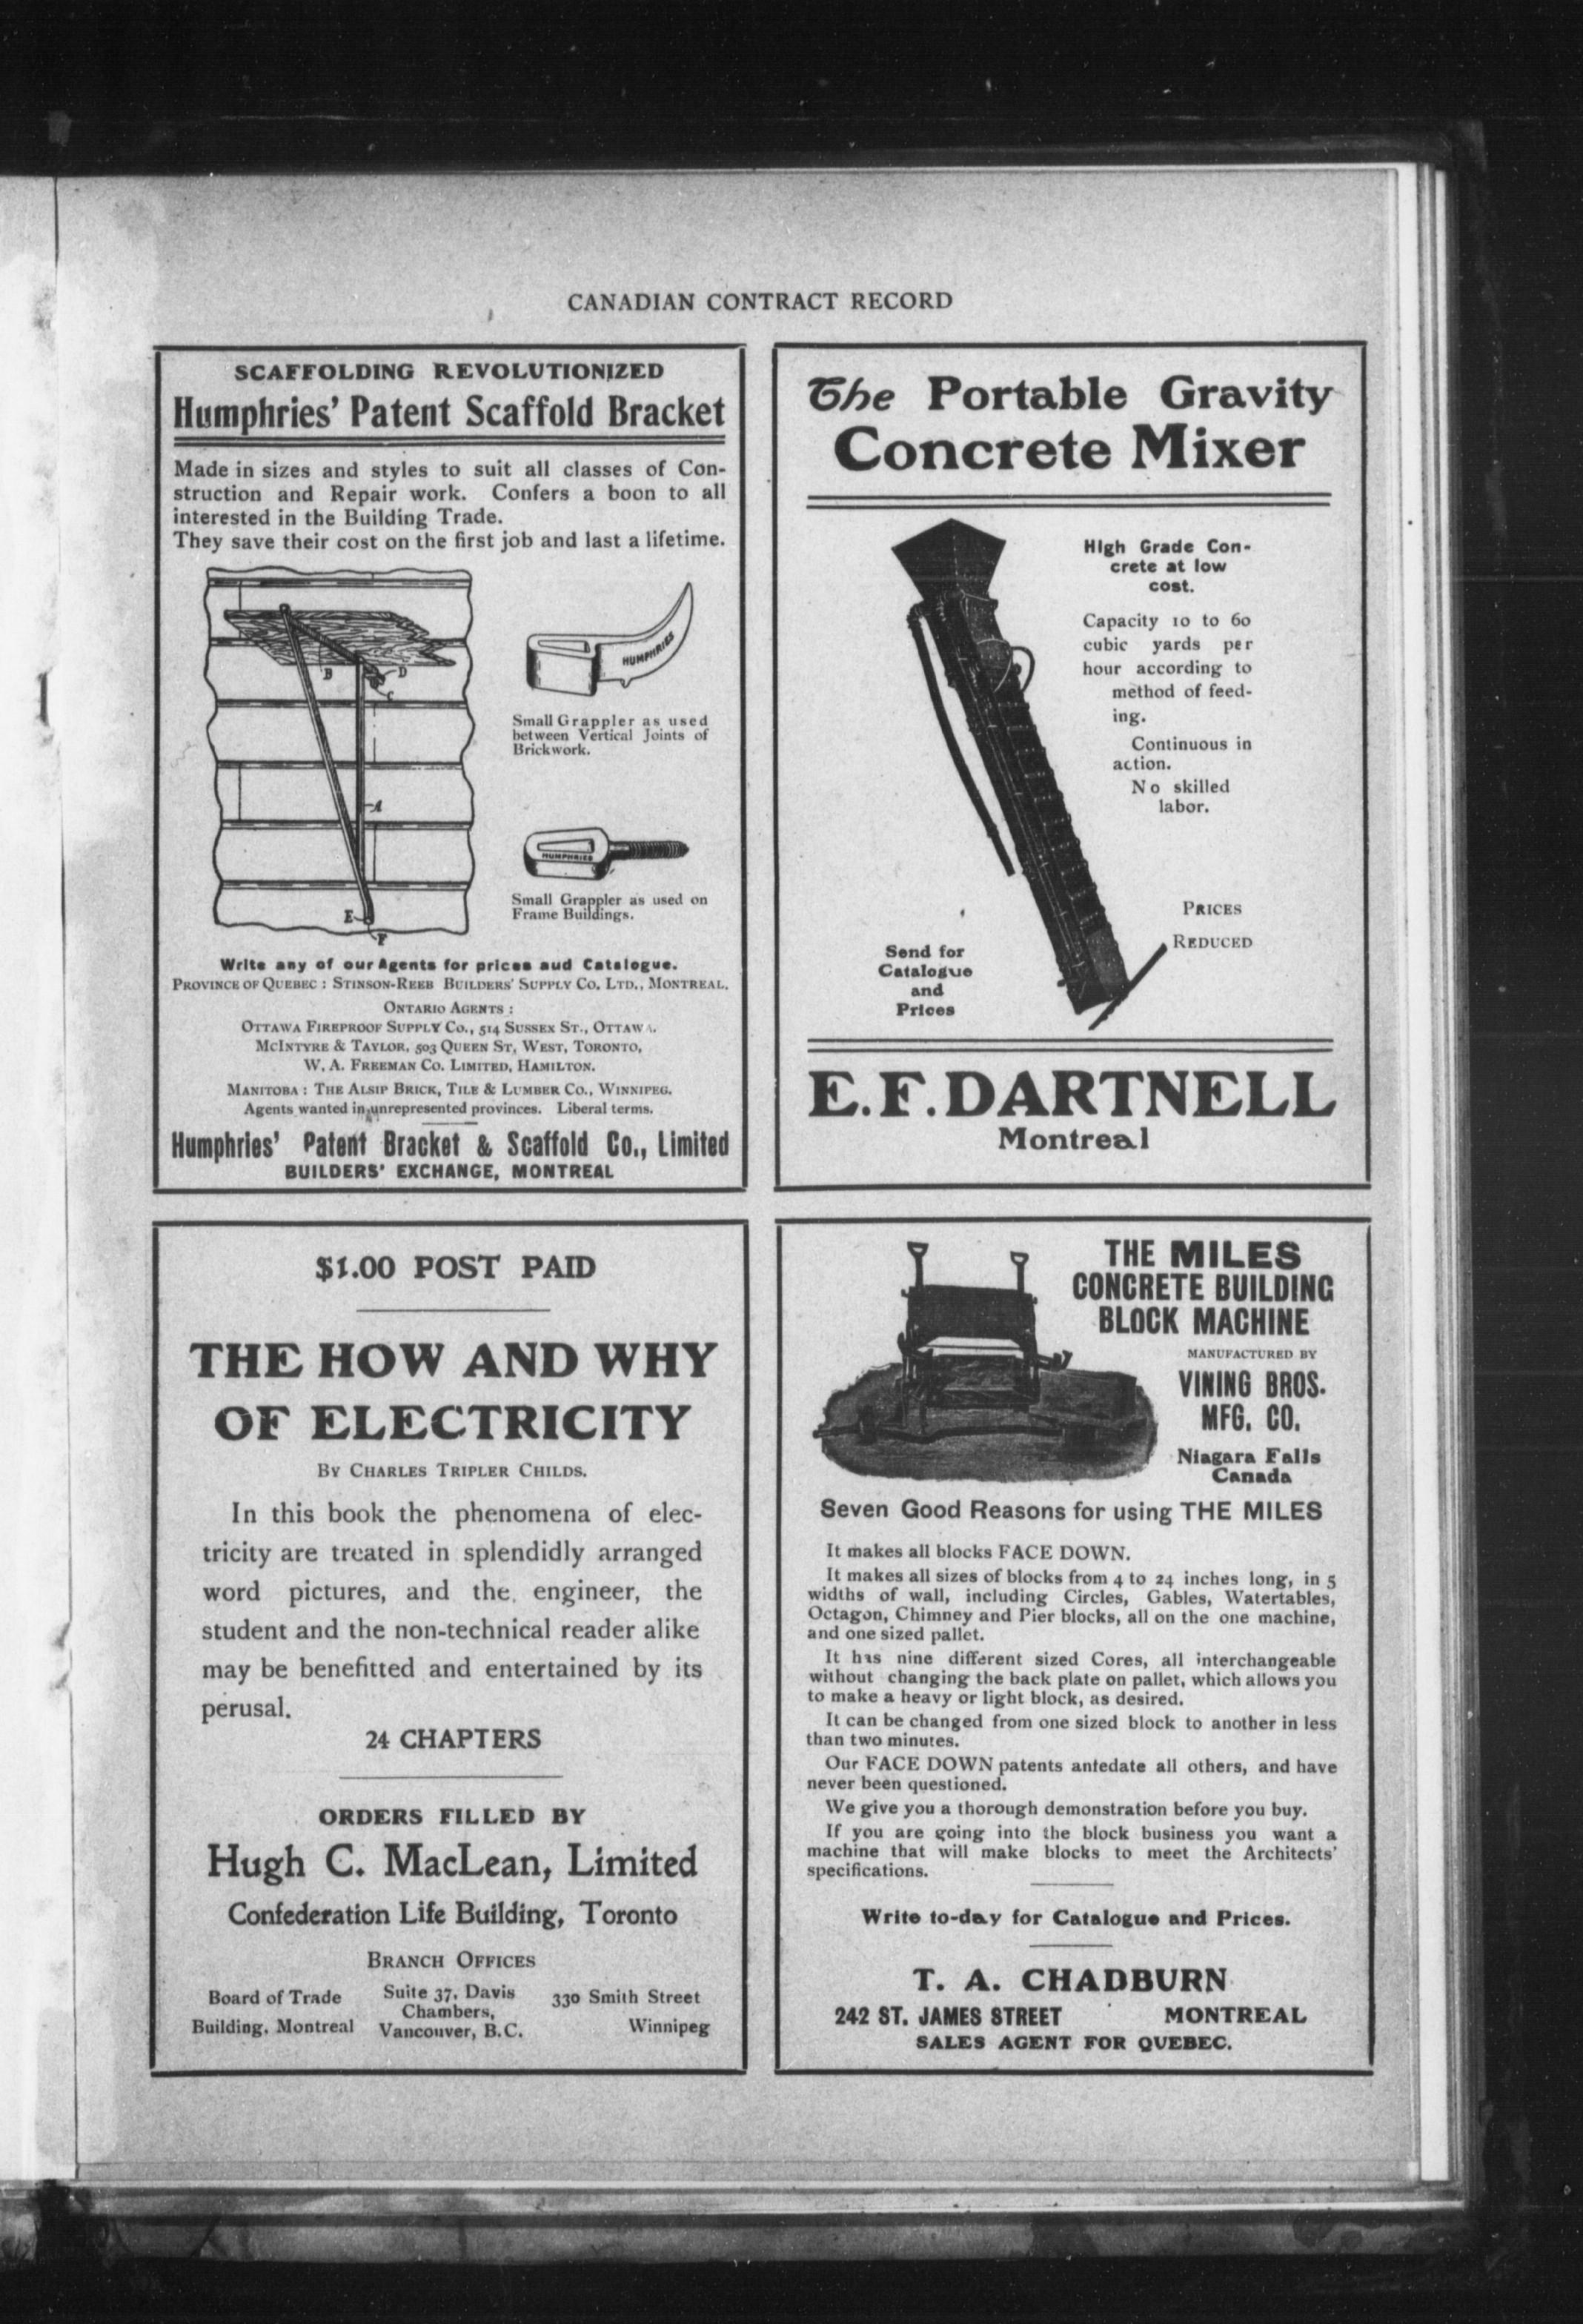 CANADIAN CONTRACT RECORD
SCAFFOLDING REVOLUTIONIZED
Humphries' Patent Scaffold Bracket
Made in sizes and styles to suit all classes of Con-
struction and Repair work. Confers a boon to all
interested in the Building Trade.
They save their cost on the first job and last a lifetime.
B
D
C
A
E
F
HUMPHRIES
Small Grappler as used
between Vertical Joints of
Brickwork.
HUMPHRIES
Small Grappler as used on
Frame Buildings.
Write any of our Agents for prices aud Catalogue.
PROVINCE OF QUEBEC : STINSON-REEB BUILDERS' SUPPLY CO. LTD., MONTREAL.
ONTARIO AGENTS :
OTTAWA FIREPROOF SUPPLY CO., 514 SUSSEX ST., OTTAWA.
MCINTYRE & TAYLOR, 503 QUEEN ST, WEST, TORONTO,
W. A. FREEMAN CO. LIMITED, HAMILTON.
MANITOBA : THE ALSIP BRICK, TILE & LUMBER CO., WINNIPEG.
Agents wanted in unrepresented provinces. Liberal terms.
Humphries' Patent Bracket & Scaffold Co., Limited
BUILDERS' EXCHANGE, MONTREAL
The Portable Gravity
Concrete Mixer
High Grade Con-
crete at low
cost.
Capacity 10 to 60
cubic yards per
hour according to
method of feed-
ing.
Continuous in
action.
No skilled
labor.
PRICES
REDUCED
Send for
Catalogue
and
Prices
E.F. DARTNELL
Montreal
$1.00 POST PAID
THE HOW AND WHY
OF ELECTRICITY
BY CHARLES TRIPLER CHILDS.
In this book the phenomena of elec-
tricity are treated in splendidly arranged
word pictures, and the engineer, the
student and the non-technical reader alike
may be benefitted and entertained by its
perusal.
24 CHAPTERS
ORDERS FILLED BY
Hugh C. MacLean, Limited
Confederation Life Building, Toronto
BRANCH OFFICES
Board of Trade
Building, Montreal
Suite 37, Davis
Chambers,
Vancouver, B.C.
330 Smith Street
Winnipeg
THE MILES
CONCRETE BUILDING
BLOCK MACHINE
MANUFACTURED BY
VINING BROS.
MFG. CO.
Niagara Falls
Canada
Seven Good Reasons for using THE MILES
It makes all blocks FACE DOWN.
It makes all sizes of blocks from 4 to 24 inches long, in 5
widths of wall, including Circles, Gables, Watertables,
Octagon, Chimney and Pier blocks, all on the one machine,
and one sized pallet.
It has nine different sized Cores, all interchangeable
without changing the back plate on pallet, which allows you
to make a heavy or light block, as desired.
It can be changed from one sized block to another in less
than two minutes.
Our FACE DOWN patents antedate all others, and have
never been questioned.
We give you a thorough demonstration before you buy.
If you are going into the block business you want a
machine that will make blocks to meet the Architects'
specifications.
Write to-day for Catalogue and Prices.
T. A. CHADBURN
242 ST. JAMES STREET MONTREAL
SALES AGENT FOR QUEBEC.